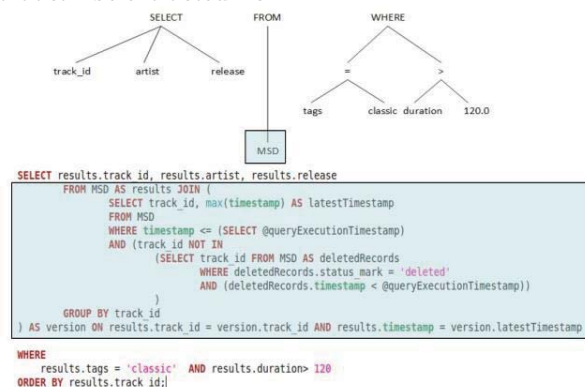 SELECT FROM WHERE
track_id artist release = >
tags classic duration 120.0
MSD
SELECT results.track_id, results.artist, results.release
FROM MSD AS results JOIN (
SELECT track_id, max(timestamp) AS latestTimestamp
FROM MSD
WHERE timestamp <= (SELECT @queryExecutionTimestamp)
AND (track_id NOT IN
(SELECT track_id FROM MSD AS deletedRecords
WHERE deletedRecords.status_mark = 'deleted'
AND (deletedRecords.timestamp < @queryExecutionTimestamp))
)
GROUP BY track_id
) AS version ON results.track_id = version.track_id AND results.timestamp = version.latestTimestamp
WHERE
results.tags = 'classic' AND results.duration> 120
ORDER BY results.track_id;